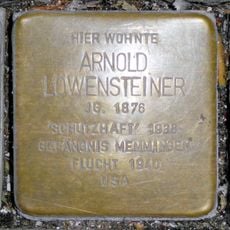 HIER WOHNTE
ARNOLD
LÖWENSTEINER
JG. 1876
'SCHUTZHAFT' 1938
GEFÄNGNIS MEMMINGEN
FLUCHT 1940
USA